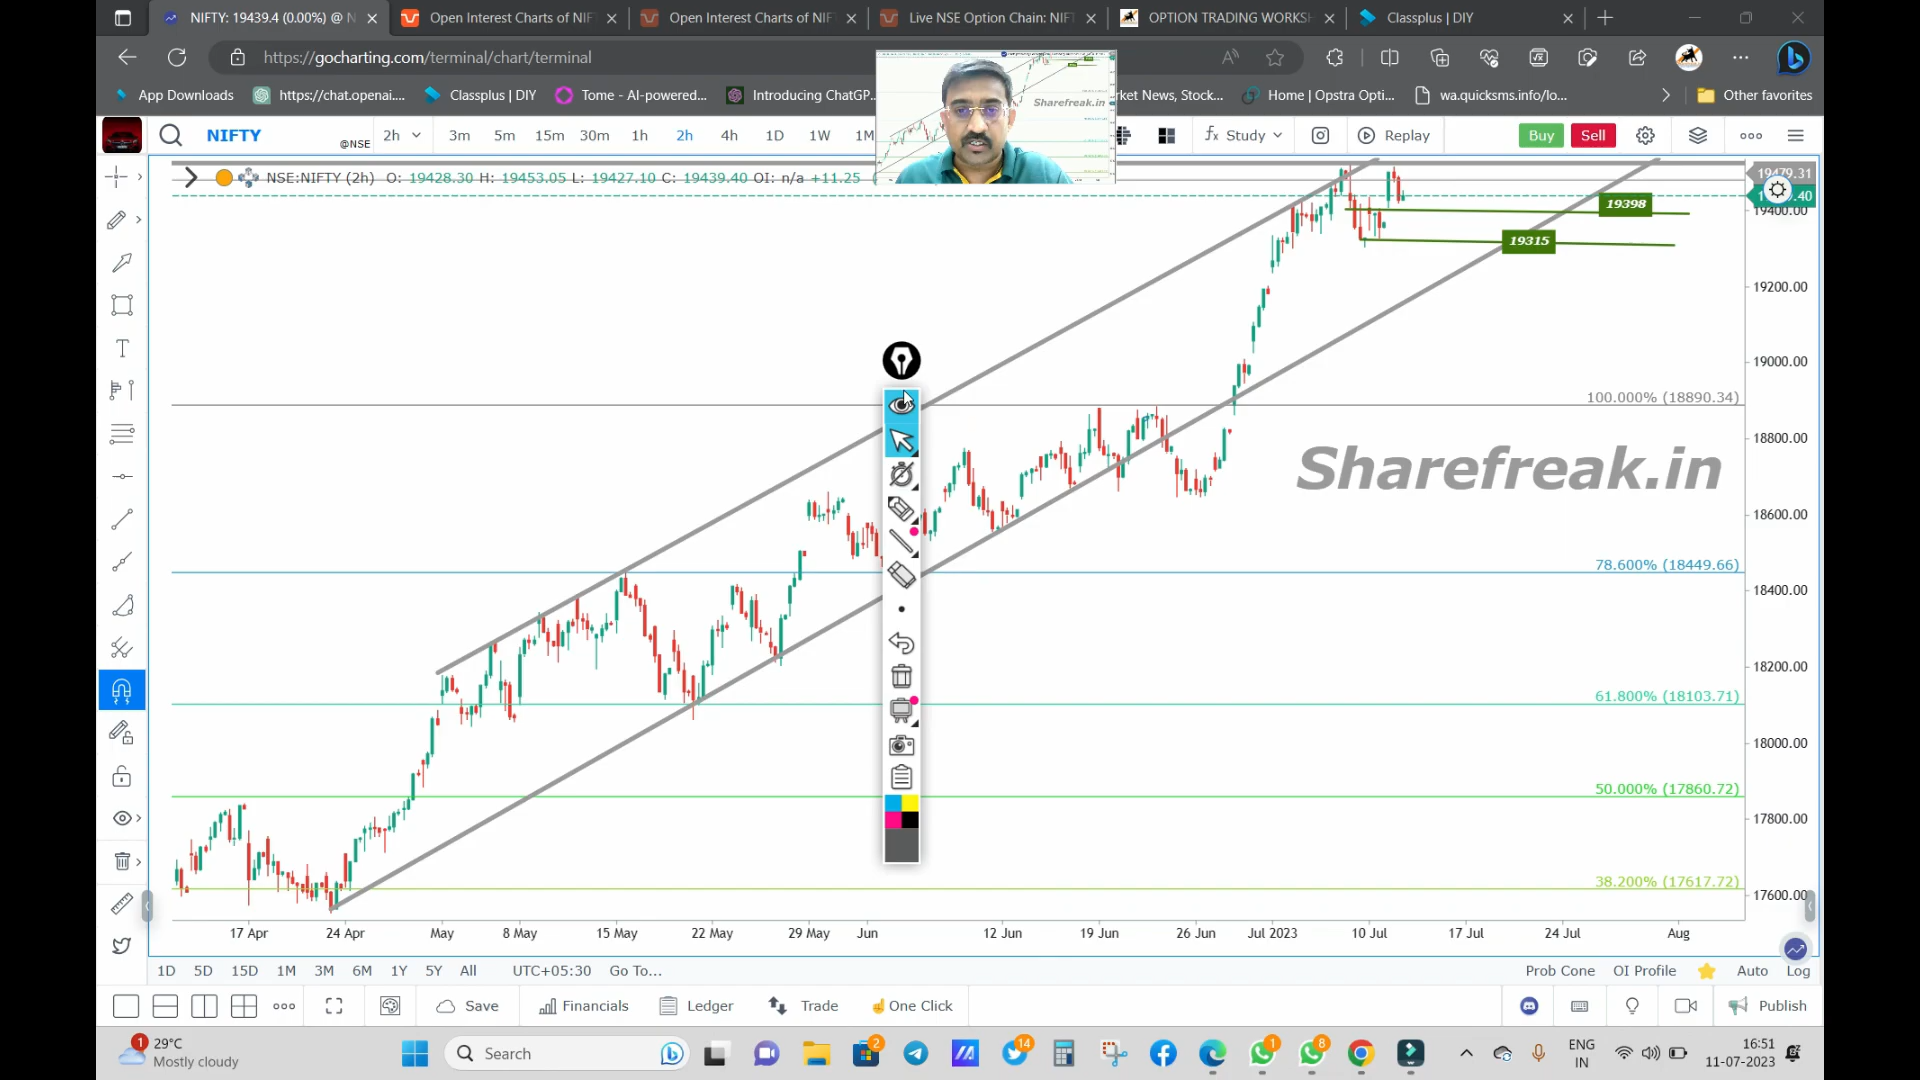 NIFTY: 19439.4 (0.00%) @ N
Open Interest Charts of NIFT
Open Interest Charts of NIFT
Live NSE Option Chain: NIFT
OPTION TRADING WORKSH
Classplus | DIY
https://gocharting.com/terminal/chart/terminal
App Downloads
https://chat.openai....
Classplus | DIY
Tome - AI-powered...
Introducing ChatGP...
ket News, Stock...
Home | Opstra Opti...
wa.quicksms.info/lo...
Other favorites
NIFTY
@NSE
2h
3m 5m 15m 30m 1h 2h 4h 1D 1W 1M
Study
Replay
Buy
Sell
Sharefreak.in
NSE:NIFTY (2h) O: 19428.30 H: 19453.05 L: 19427.10 C: 19439.40 OI: n/a +11.25
19479.31
.40
19400.00
19398
19315
19200.00
19000.00
100.000% (18890.34)
18800.00
Sharefreak.in
18600.00
78.600% (18449.66)
18400.00
18200.00
61.800% (18103.71)
18000.00
50.000% (17860.72)
17800.00
38.200% (17617.72)
17600.00
17 Apr 24 Apr May 8 May 15 May 22 May 29 May Jun 12 Jun 19 Jun 26 Jun Jul 2023 10 Jul 17 Jul 24 Jul Aug
1D 5D 15D 1M 3M 6M 1Y 5Y All UTC+05:30 Go To...
Prob Cone OI Profile Auto Log
Save
Financials
Ledger
Trade
One Click
Publish
1
29°C
Mostly cloudy
Search
2
14
1
8
ENG
IN
16:51
11-07-2023